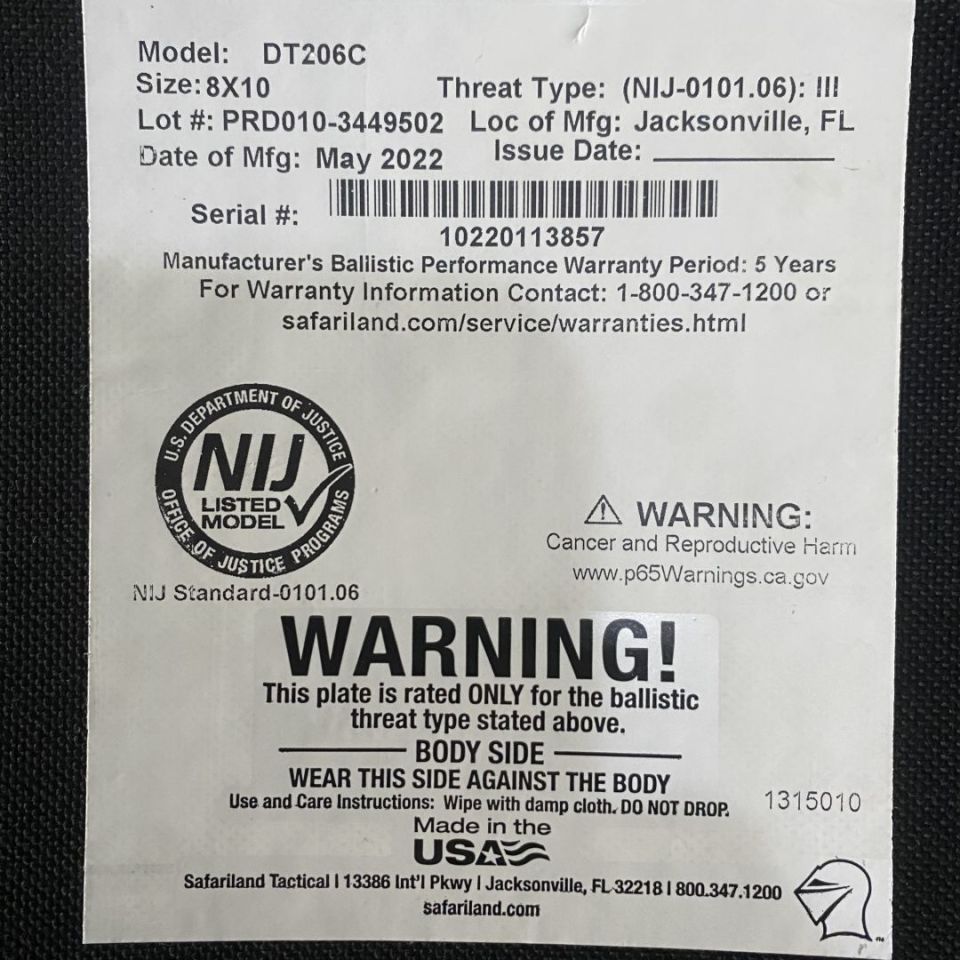 Model: DT206C
Size: 8X10 Threat Type: (NIJ-0101.06): III
Lot #: PRD010-3449502 Loc of Mfg: Jacksonville, FL
Date of Mfg: May 2022 Issue Date: ____________
Serial #:
10220113857
Manufacturer's Ballistic Performance Warranty Period: 5 Years
For Warranty Information Contact: 1-800-347-1200 or
safariland.com/service/warranties.html
U.S. DEPARTMENT OF JUSTICE
NIJ
LISTED
MODEL
OFFICE OF JUSTICE PROGRAMS
NIJ Standard-0101.06
⚠ WARNING:
Cancer and Reproductive Harm
www.p65Warnings.ca.gov
WARNING!
This plate is rated ONLY for the ballistic
threat type stated above.
BODY SIDE
WEAR THIS SIDE AGAINST THE BODY
Use and Care Instructions: Wipe with damp cloth. DO NOT DROP.
1315010
Made in the
USA
Safariland Tactical | 13386 Int'l Pkwy | Jacksonville, FL 32218 | 800.347.1200
safariland.com
™